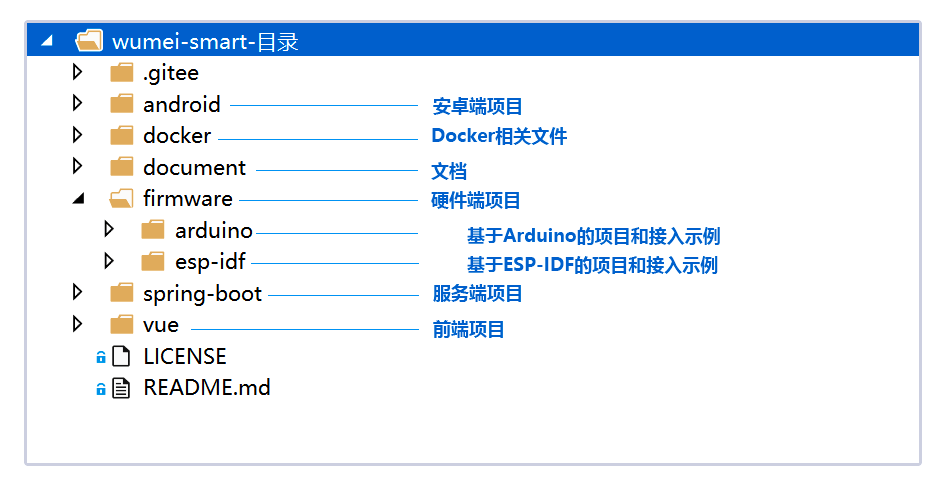 wumei-smart-目录
.gitee
android 安卓端项目
docker Docker相关文件
document 文档
firmware 硬件端项目
arduino 基于Arduino的项目和接入示例
esp-idf 基于ESP-IDF的项目和接入示例
spring-boot 服务端项目
vue 前端项目
LICENSE
README.md